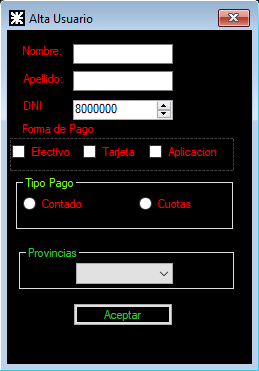 Alta Usuario
Nombre:
Apellido:
DNI 8000000
Forma de Pago
Efectivo Tarjeta Aplicacion
Tipo Pago
Contado Cuotas
Provincias
Aceptar